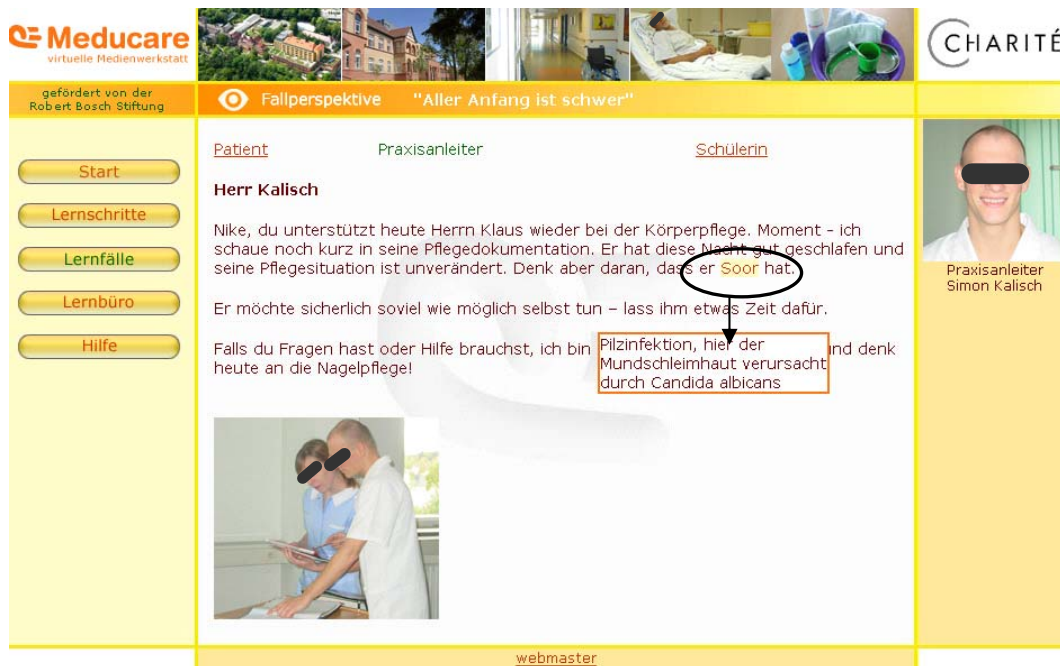 Meducare
virtuelle Medienwerkstatt
CHARITÉ
gefördert von der
Robert Bosch Stiftung
Fallperspektive "Aller Anfang ist schwer"
Start
Lernschritte
Lernfälle
Lernbüro
Hilfe
Patient Praxisanleiter Schülerin
Herr Kalisch
Nike, du unterstützt heute Herrn Klaus wieder bei der Körperpflege. Moment – ich
schaue noch kurz in seine Pflegedokumentation. Er hat diese Nacht gut geschlafen und
seine Pflegesituation ist unverändert. Denk aber daran, dass er Soor hat.
Er möchte sicherlich soviel wie möglich selbst tun – lass ihm etwas Zeit dafür.
Falls du Fragen hast oder Hilfe brauchst, ich bin und denk
heute an die Nagelpflege!
Pilzinfektion, hier der
Mundschleimhaut verursacht
durch Candida albicans
Praxisanleiter
Simon Kalisch
webmaster